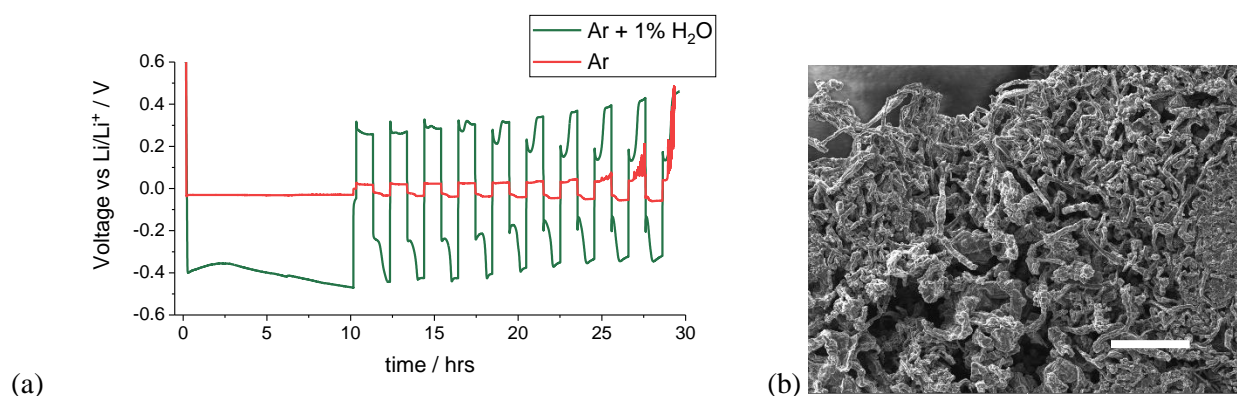 Ar + 1% H₂O
Ar
Voltage vs Li/Li⁺ / V
0.6
0.4
0.2
0.0
-0.2
-0.4
-0.6
0 5 10 15 20 25 30
time / hrs
(a)
(b)